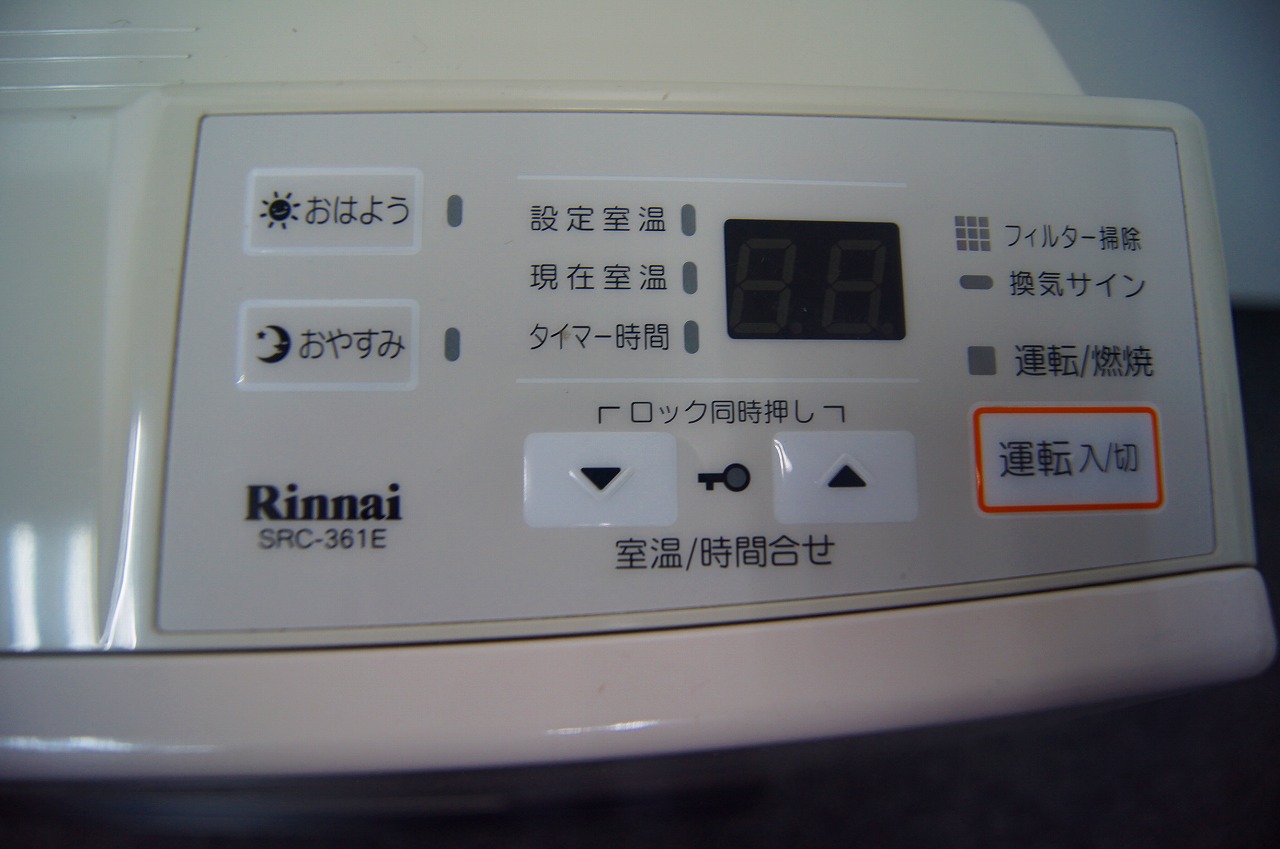 おはよう
おやすみ
設定室温
現在室温
タイマー時間
フィルター掃除
換気サイン
運転/燃焼
ロック同時押し
運転入/切
室温/時間合せ
Rinnai
SRC-361E